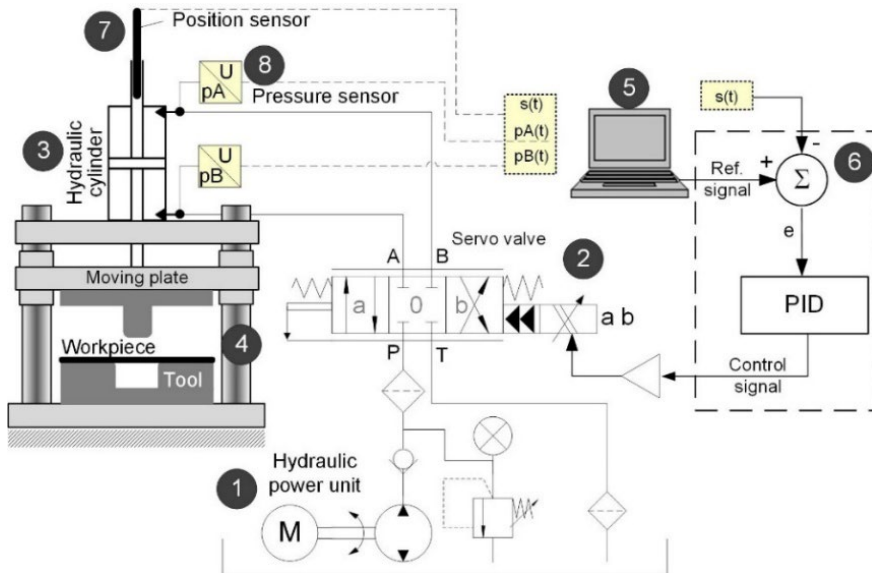 7
Position sensor
U
pA
8
Pressure sensor
3
Hydraulic
cylinder
U
pB
s(t)
pA(t)
pB(t)
5
s(t)
-
+
6
Σ
Ref.
signal
e
A B
Servo valve
2
Moving plate
a 0 b
a b
PID
Workpiece
4
P T
Control
signal
Tool
1
Hydraulic
power unit
M